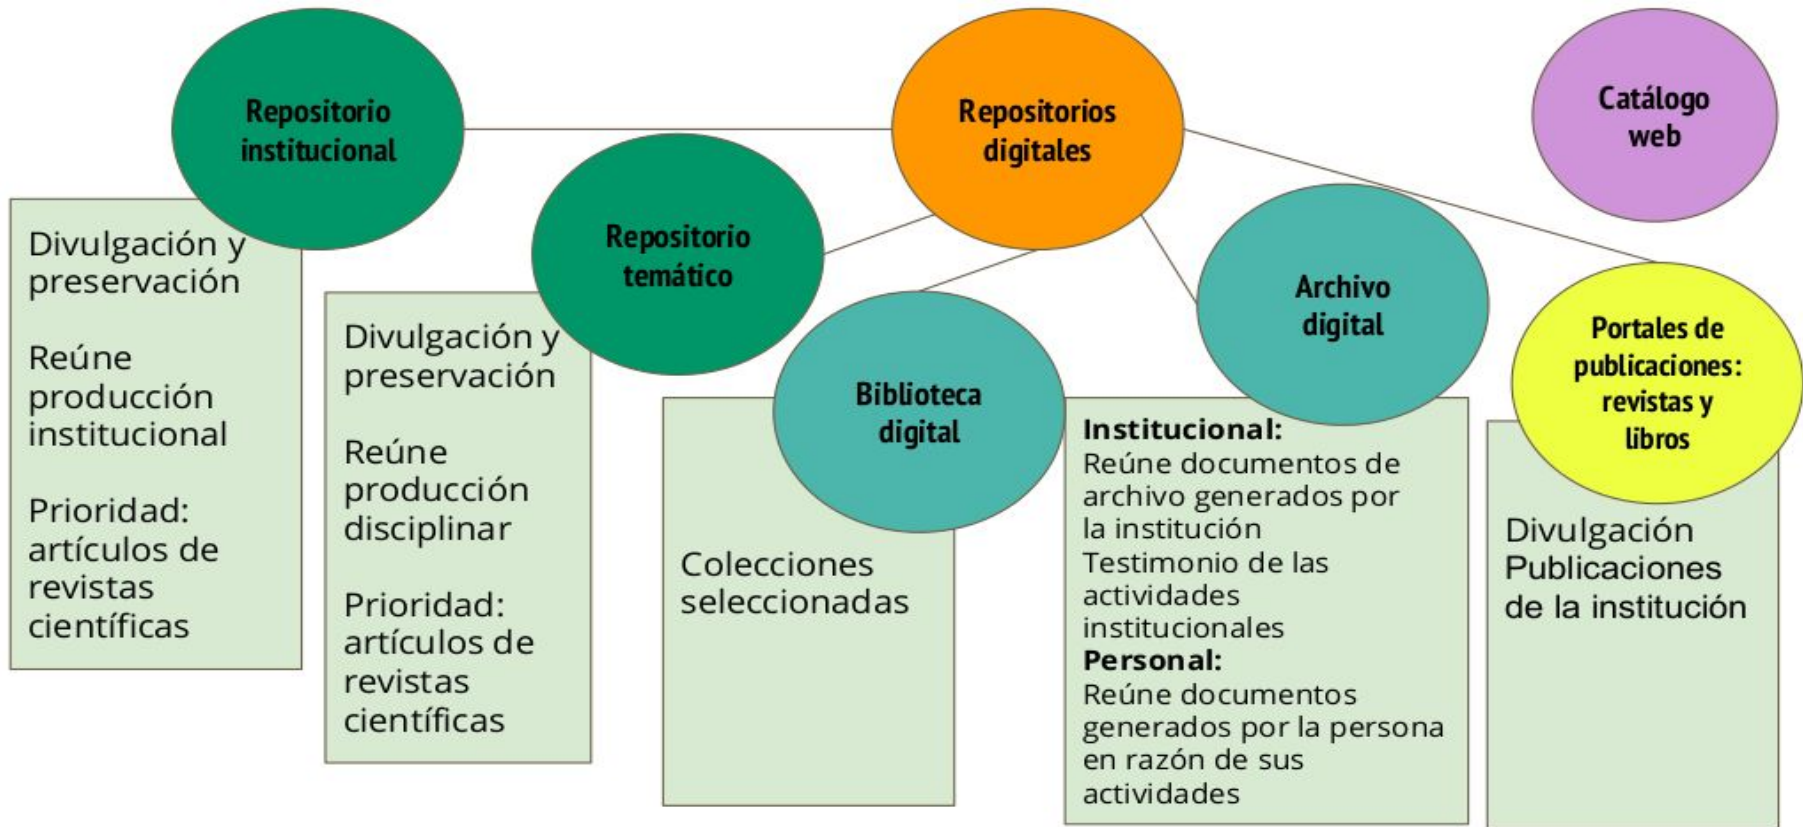 Repositorio
institucional
Repositorios
digitales
Catálogo
web
Repositorio
temático
Archivo
digital
Portales de
publicaciones:
revistas y
libros
Biblioteca
digital
Divulgación y
preservación
Reúne
producción
institucional
Prioridad:
artículos de
revistas
científicas
Divulgación y
preservación
Reúne
producción
disciplinar
Prioridad:
artículos de
revistas
científicas
Colecciones
seleccionadas
Institucional:
Reúne documentos de
archivo generados por
la institución
Testimonio de las
actividades
institucionales
Personal:
Reúne documentos
generados por la persona
en razón de sus
actividades
Divulgación
Publicaciones
de la institución